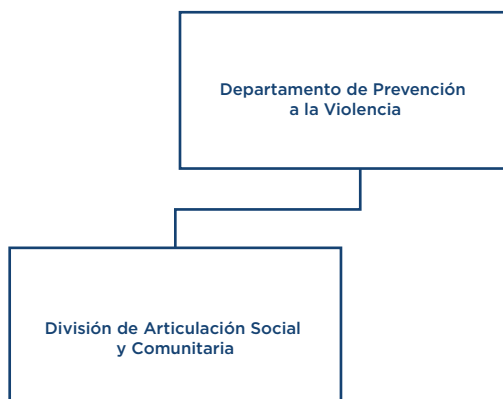 Departamento de Prevención
a la Violencia
División de Articulación Social
y Comunitaria